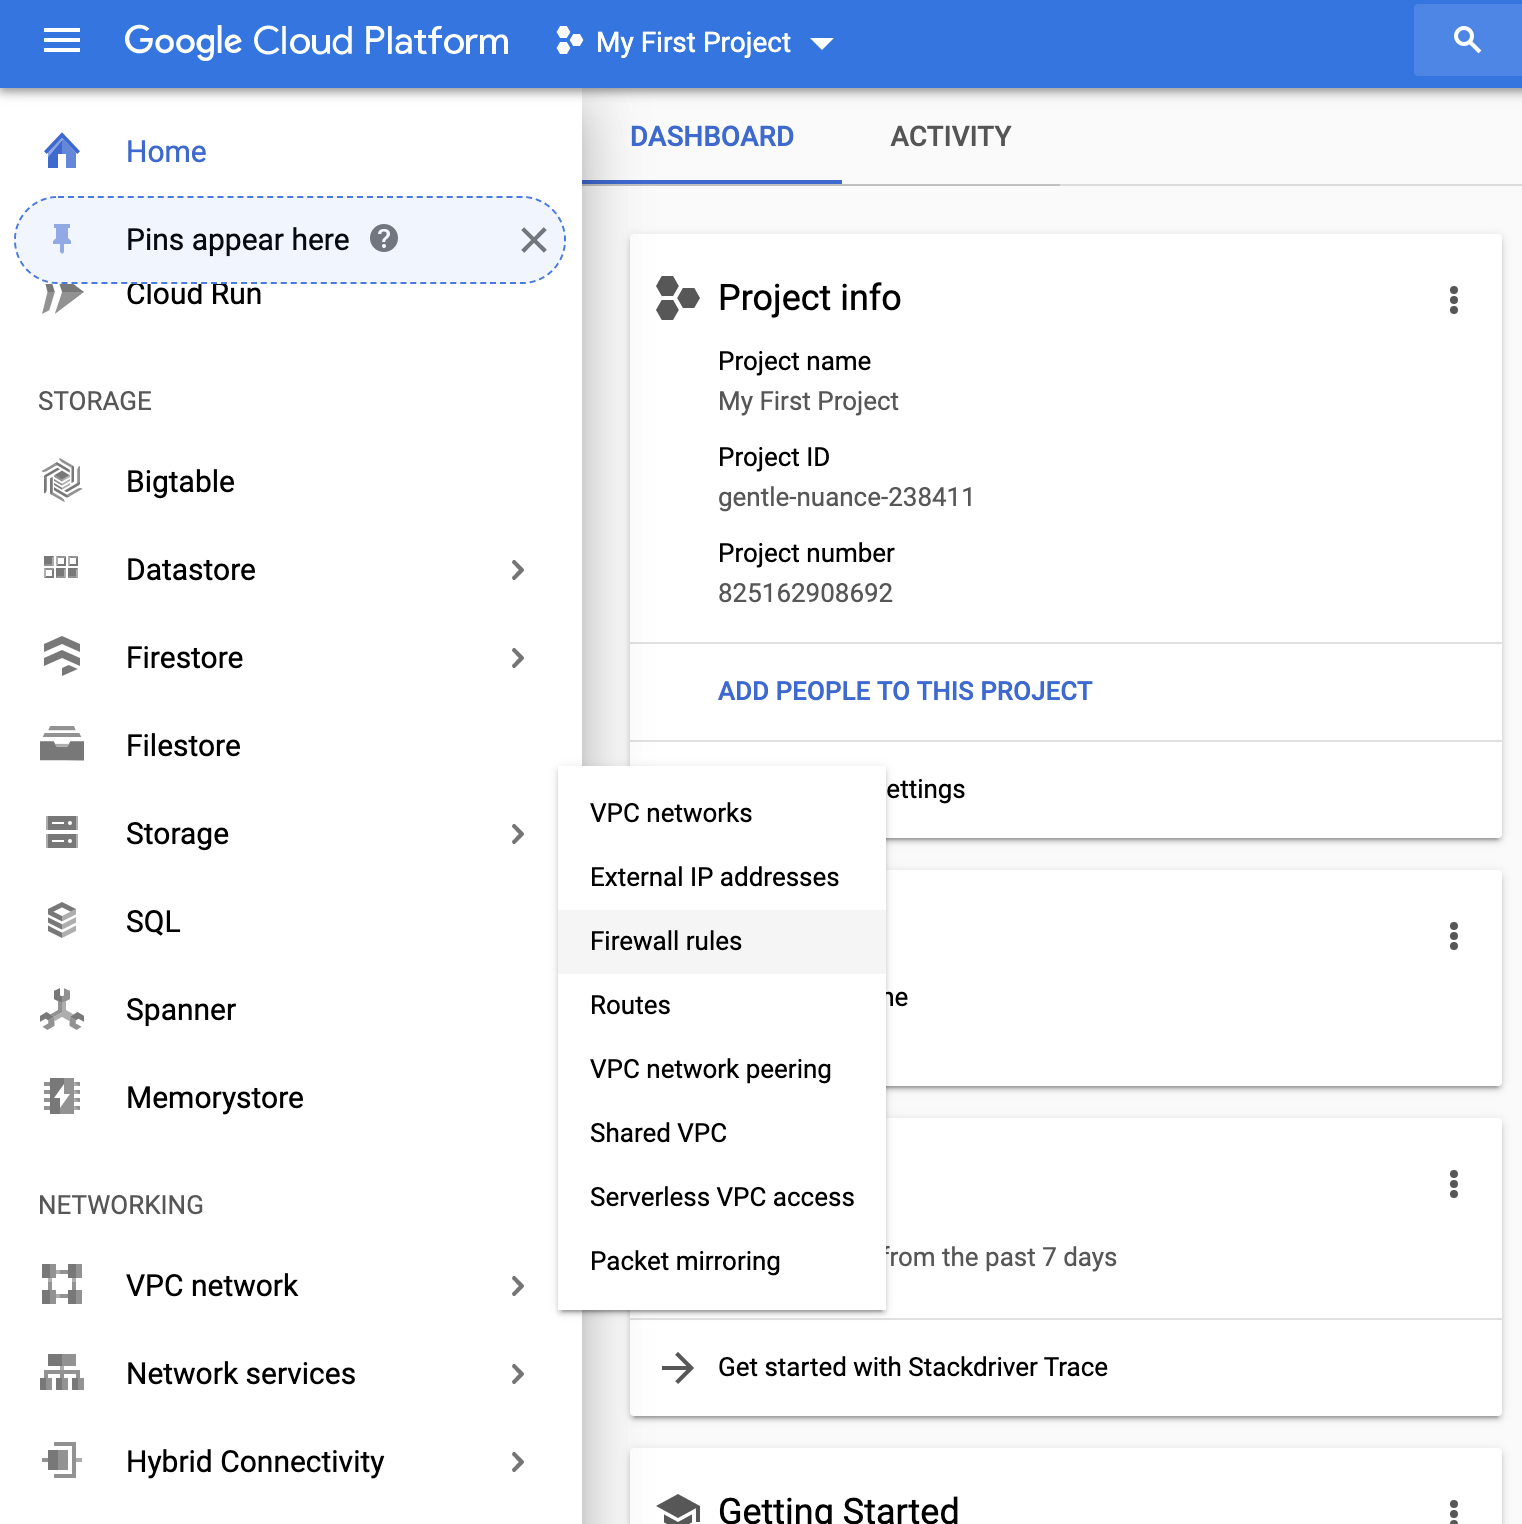 Google Cloud Platform
My First Project
Home
Pins appear here
Cloud Run
STORAGE
Bigtable
Datastore
Firestore
Filestore
Storage
SQL
Spanner
Memorystore
NETWORKING
VPC network
Network services
Hybrid Connectivity
VPC networks
External IP addresses
Firewall rules
Routes
VPC network peering
Shared VPC
Serverless VPC access
Packet mirroring
DASHBOARD
ACTIVITY
Project info
Project name
My First Project
Project ID
gentle-nuance-238411
Project number
825162908692
ADD PEOPLE TO THIS PROJECT
ettings
from the past 7 days
Get started with Stackdriver Trace
Getting Started